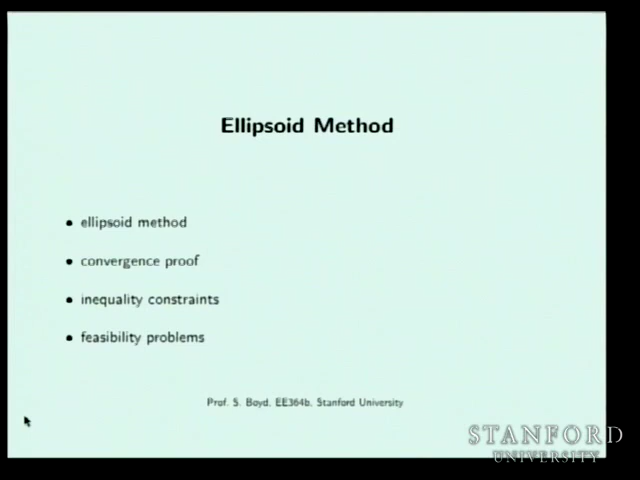 Ellipsoid Method
• ellipsoid method
• convergence proof
• inequality constraints
• feasibility problems
Prof. S. Boyd, EE364b, Stanford University
STANFORD
UNIVERSITY